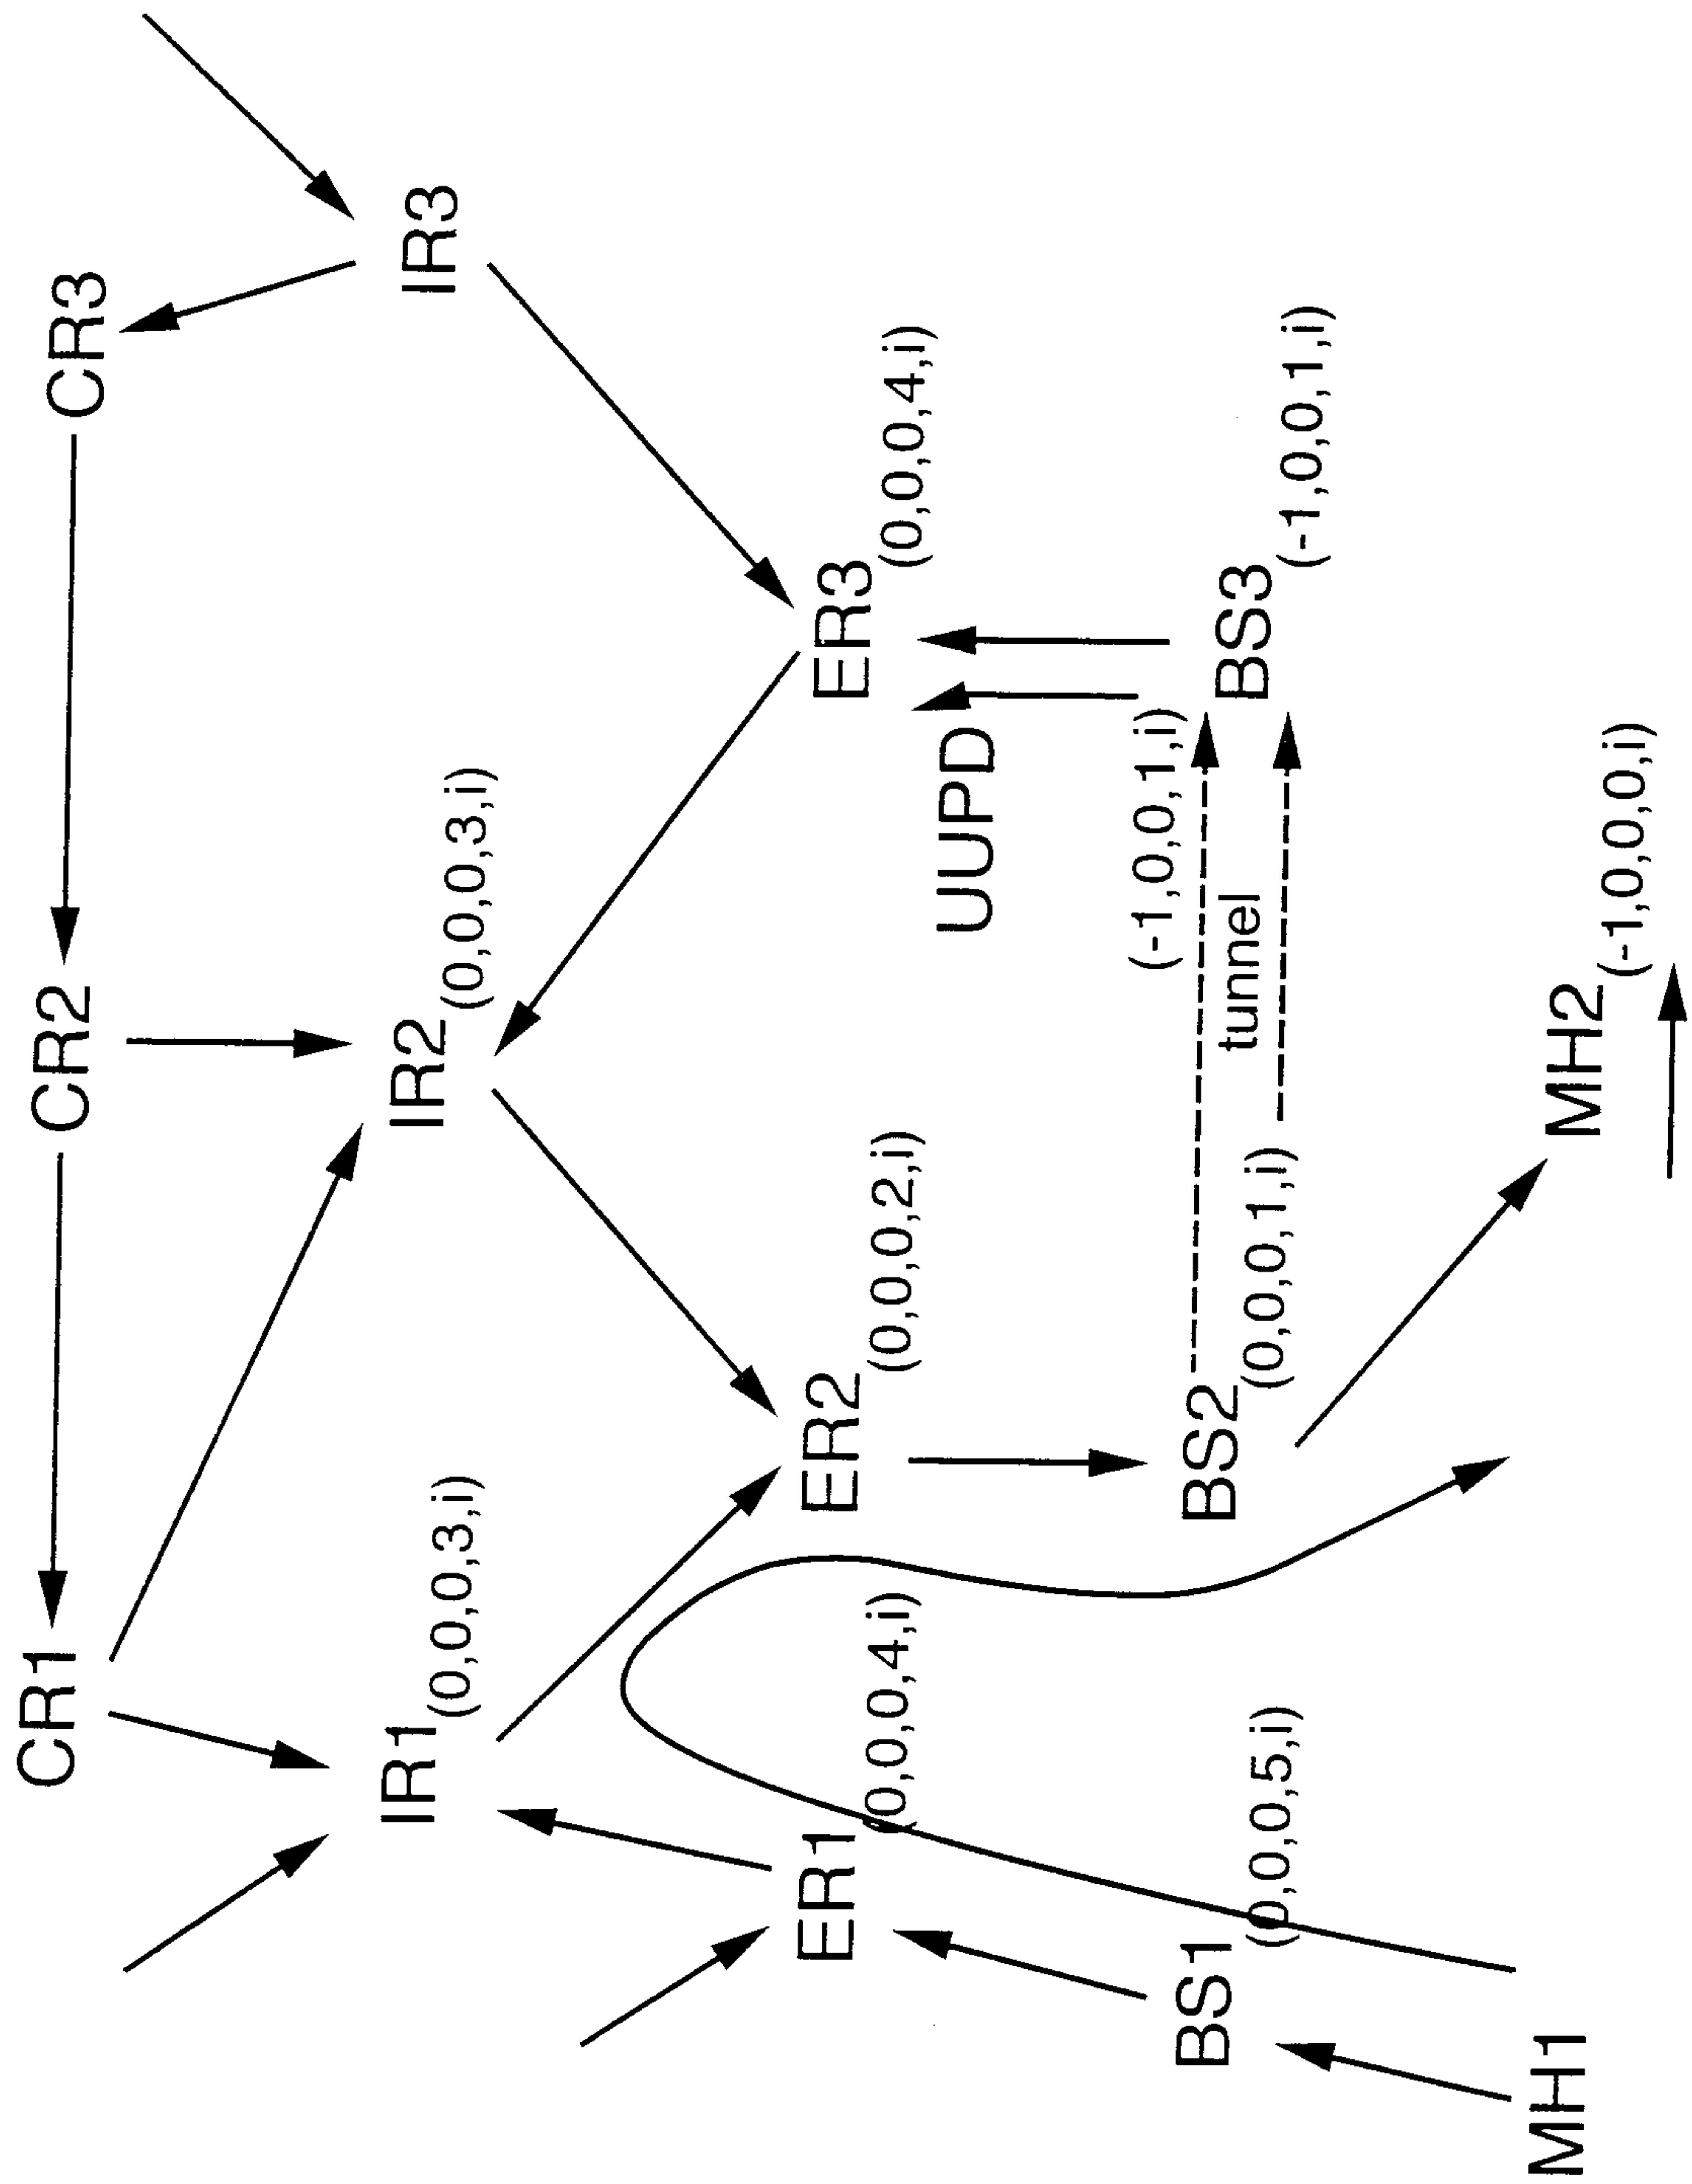 CR1
CR2
CR3
IR1
(0,0,0,3,i)
IR2
(0,0,0,3,i)
IR3
ER1
(0,0,0,4,i)
ER2
(0,0,0,2,i)
ER3
(0,0,0,4,i)
UUPD
(-1,0,0,1,i)
BS1
(0,0,0,5,i)
BS2
(0,0,0,1,i)
tunnel
BS3
(-1,0,0,1,i)
MH1
MH2
(-1,0,0,0,i)